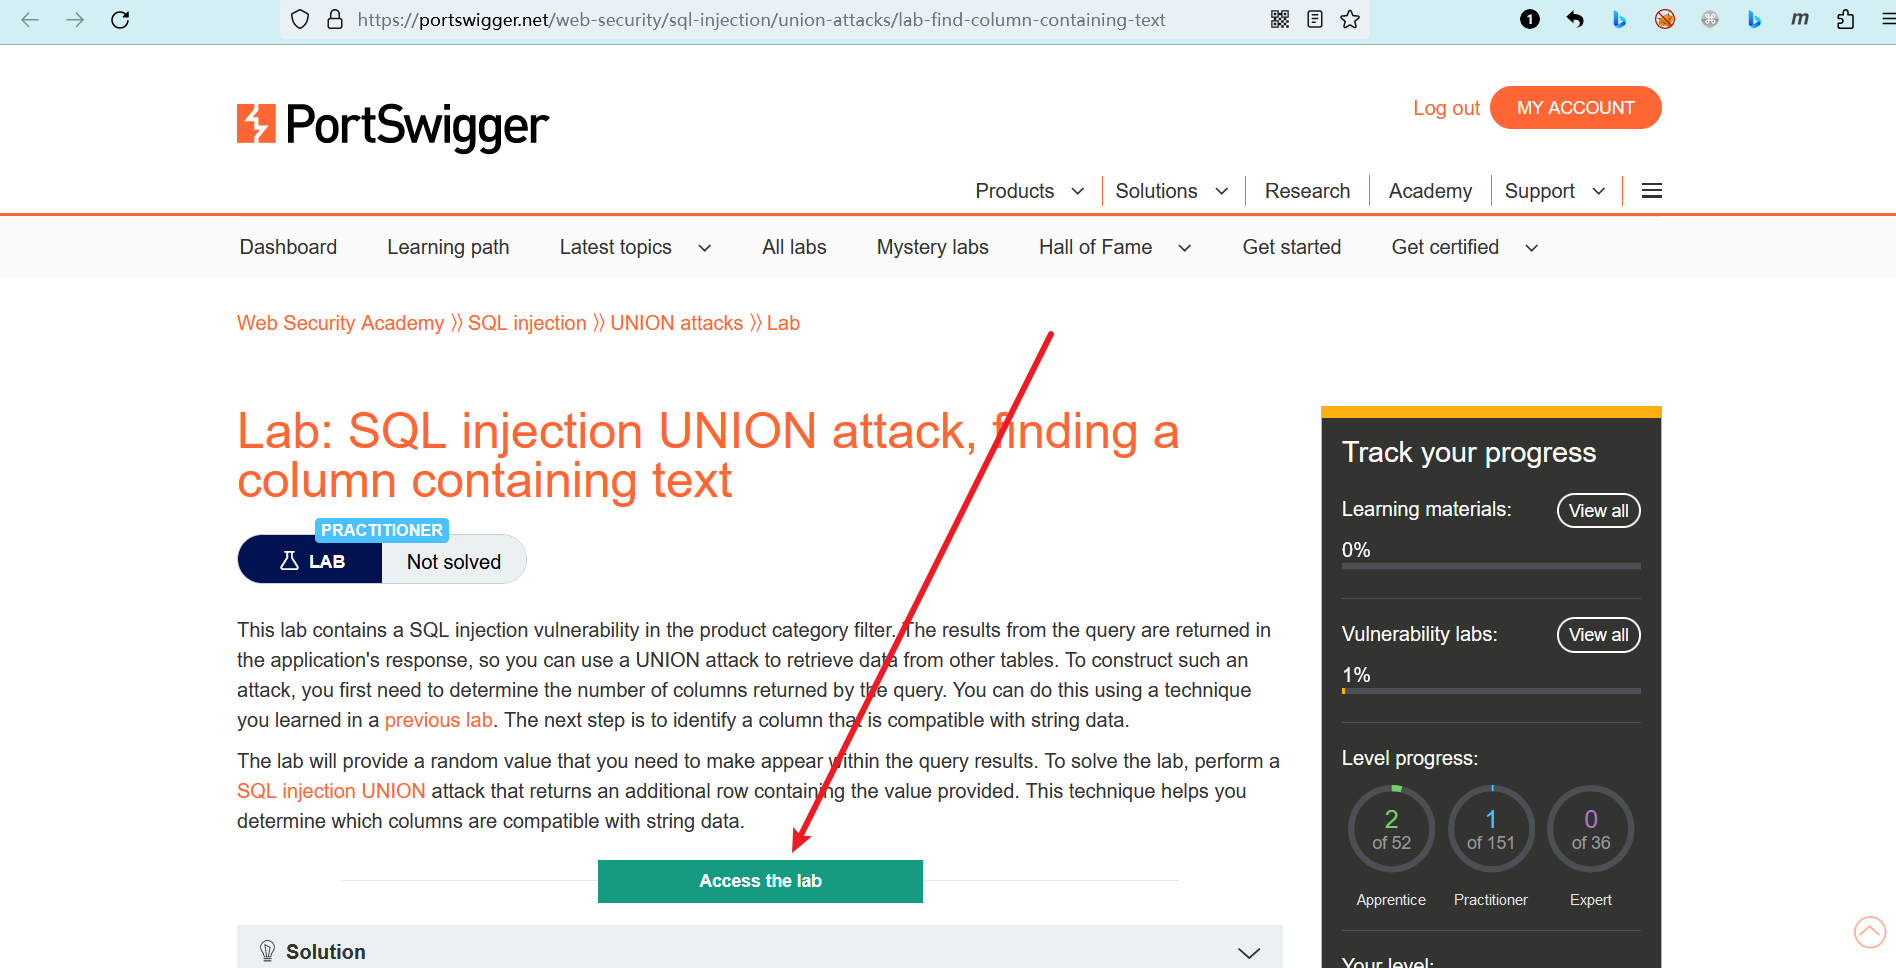 https://portswigger.net/web-security/sql-injection/union-attacks/lab-find-column-containing-text
1
m
PortSwigger
Log out
MY ACCOUNT
Products
Solutions
Research
Academy
Support
Dashboard
Learning path
Latest topics
All labs
Mystery labs
Hall of Fame
Get started
Get certified
Web Security Academy 》 SQL injection 》 UNION attacks 》 Lab
Lab: SQL injection UNION attack, finding a
column containing text
PRACTITIONER
LAB
Not solved
This lab contains a SQL injection vulnerability in the product category filter. The results from the query are returned in
the application's response, so you can use a UNION attack to retrieve data from other tables. To construct such an
attack, you first need to determine the number of columns returned by the query. You can do this using a technique
you learned in a previous lab. The next step is to identify a column that is compatible with string data.
The lab will provide a random value that you need to make appear within the query results. To solve the lab, perform a
SQL injection UNION attack that returns an additional row containing the value provided. This technique helps you
determine which columns are compatible with string data.
Access the lab
Solution
Track your progress
Learning materials:
View all
0%
Vulnerability labs:
View all
1%
Level progress:
2
of 52
1
of 151
0
of 36
Apprentice
Practitioner
Expert
Your level: